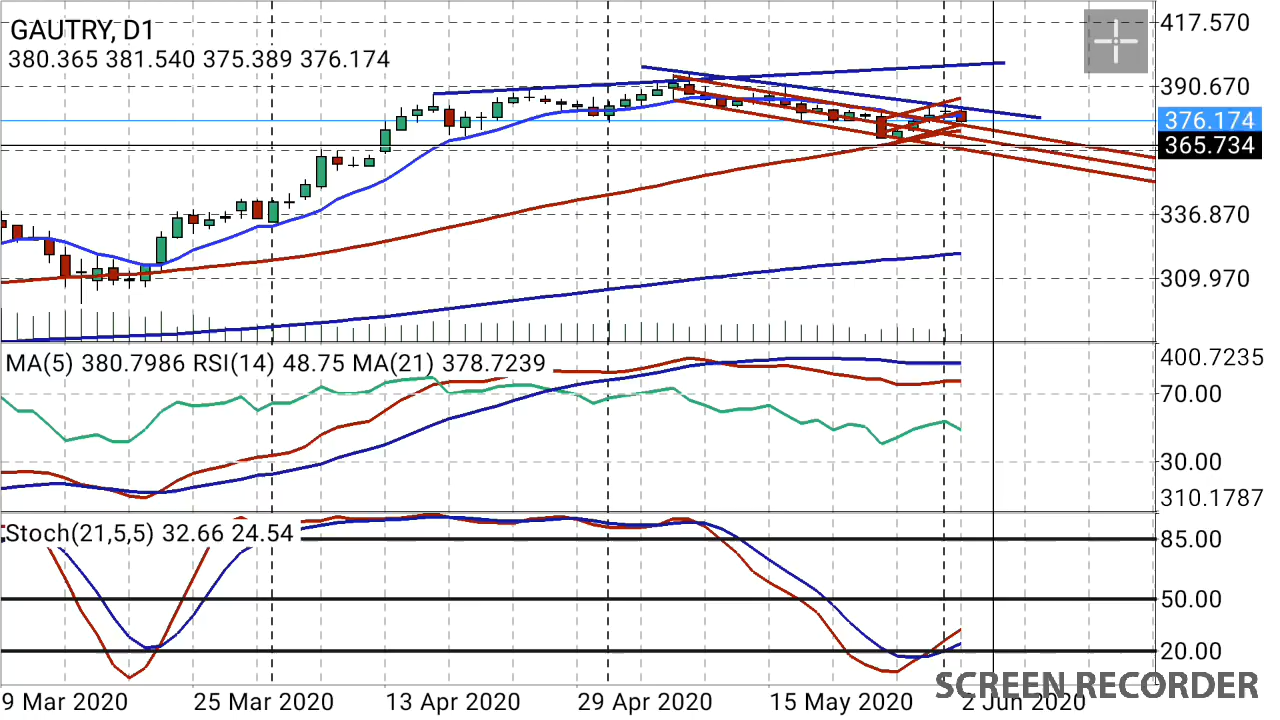 GAUTRY, D1
380.365 381.540 375.389 376.174
417.570
390.670
376.174
365.734
336.870
309.970
MA(5) 380.7986 RSI(14) 48.75 MA(21) 378.7239
400.7235
70.00
30.00
310.1787
Stoch(21,5,5) 32.66 24.54
85.00
50.00
20.00
9 Mar 2020 25 Mar 2020 13 Apr 2020 29 Apr 2020 15 May 2020 2 Jun 2020
SCREEN RECORDER